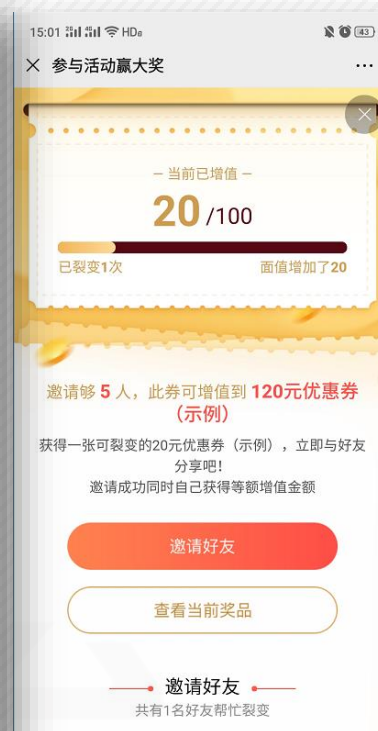 15:01 HD 43
参与活动赢大奖
– 当前已增值 –
20 /100
已裂变1次 面值增加了20
邀请够 5 人，此券可增值到 120元优惠券
（示例）
获得一张可裂变的20元优惠券（示例），立即与好友
分享吧！
邀请成功同时自己获得等额增值金额
邀请好友
查看当前奖品
邀请好友
共有1名好友帮忙裂变